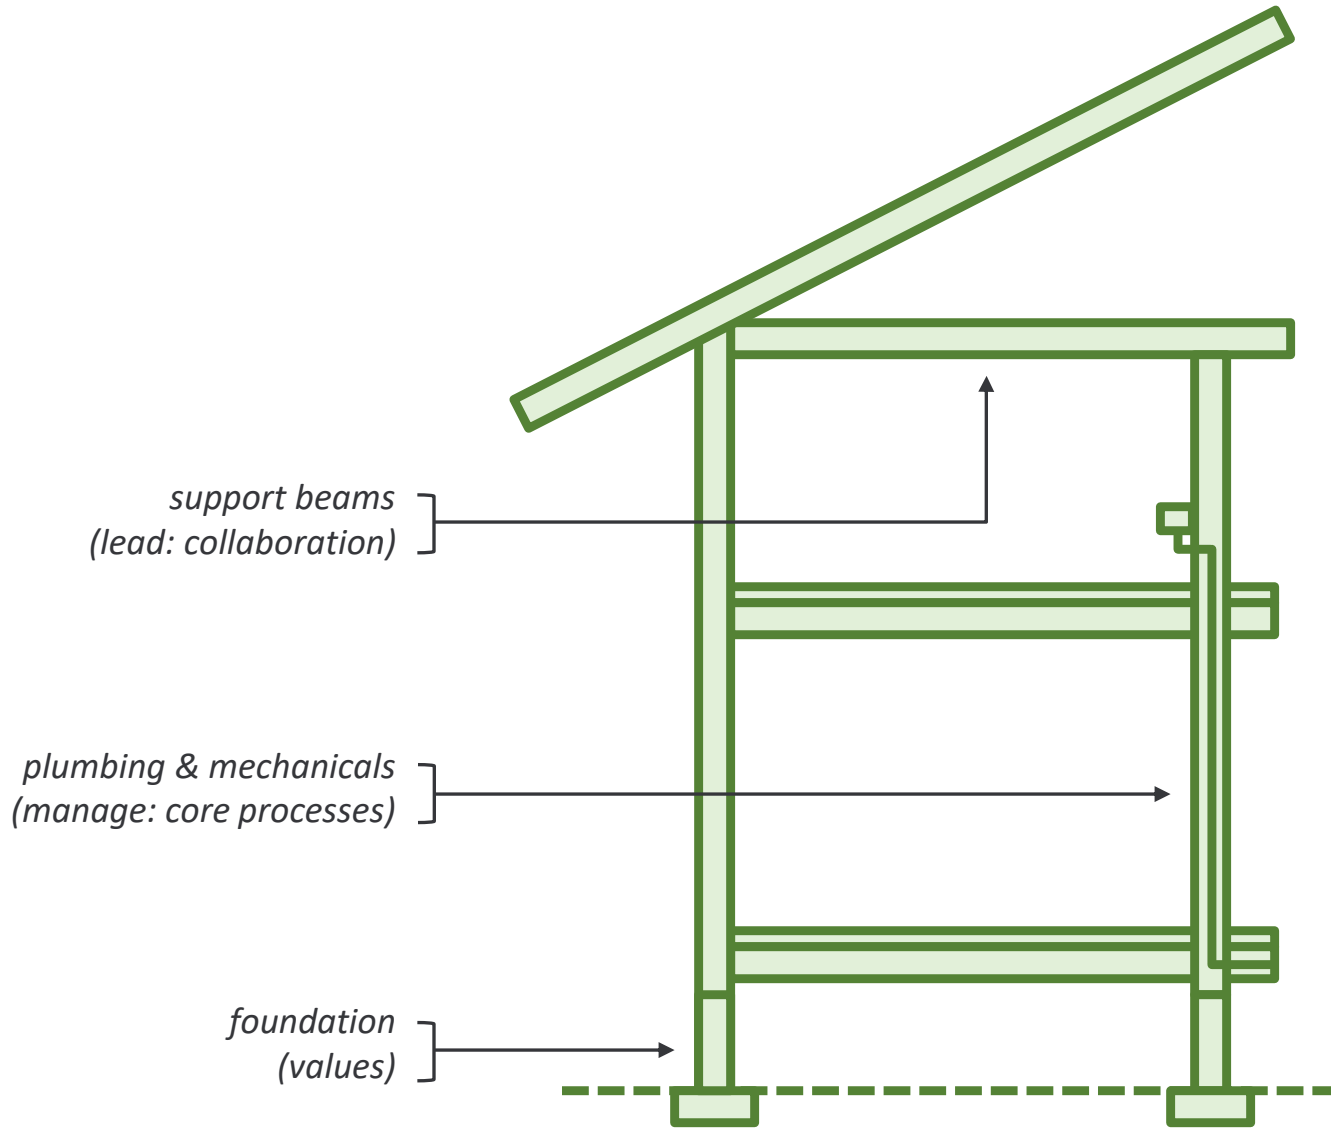 support beams
(lead: collaboration)
plumbing & mechanicals
(manage: core processes)
foundation
(values)